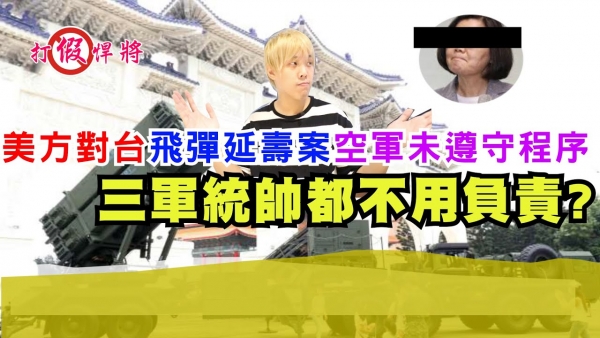 打假悍將
美方對台飛彈延壽案空軍未遵守程序
三軍統帥都不用負責?